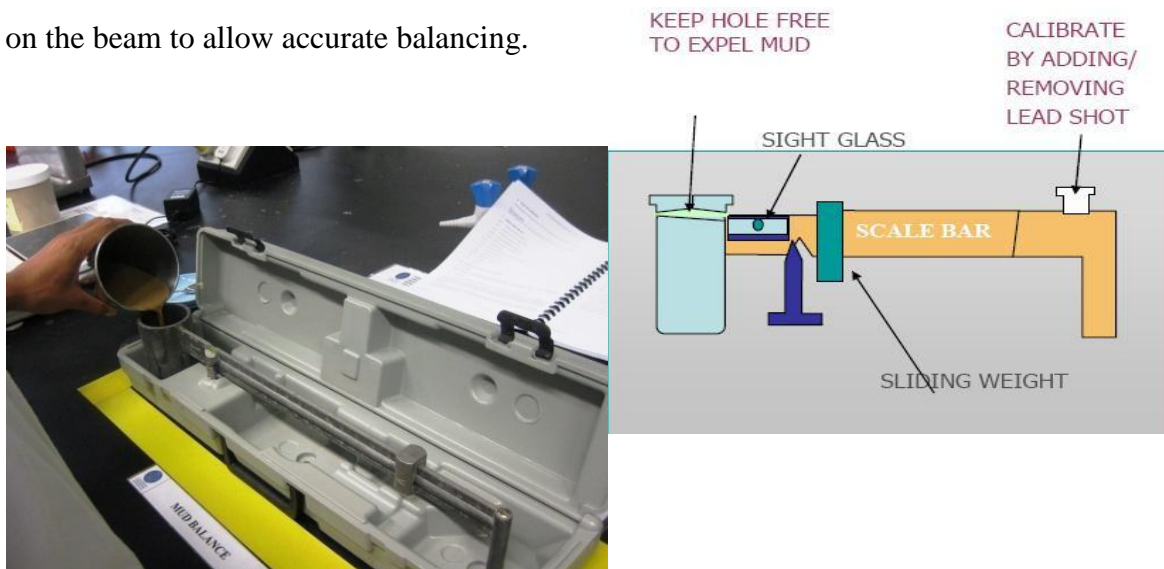 on the beam to allow accurate balancing.
KEEP HOLE FREE
TO EXPEL MUD
CALIBRATE
BY ADDING/
REMOVING
LEAD SHOT
SIGHT GLASS
SCALE BAR
SLIDING WEIGHT
MUD BALANCE